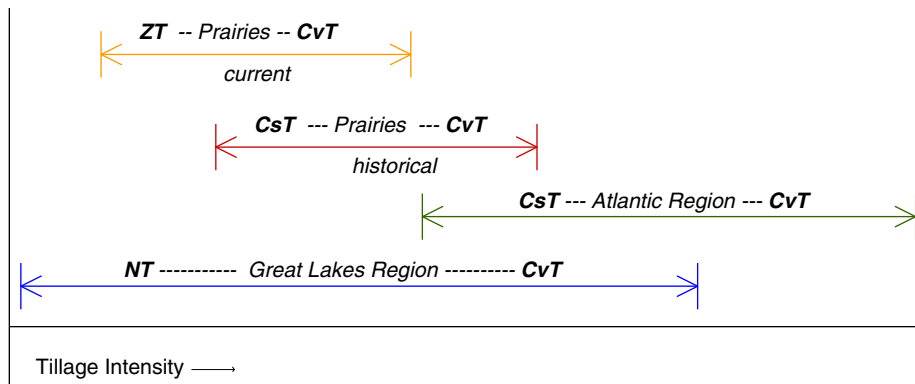 ZT -- Prairies -- CvT
current
CsT --- Prairies --- CvT
historical
CsT --- Atlantic Region --- CvT
NT ----------- Great Lakes Region ---------- CvT
Tillage Intensity ⟶